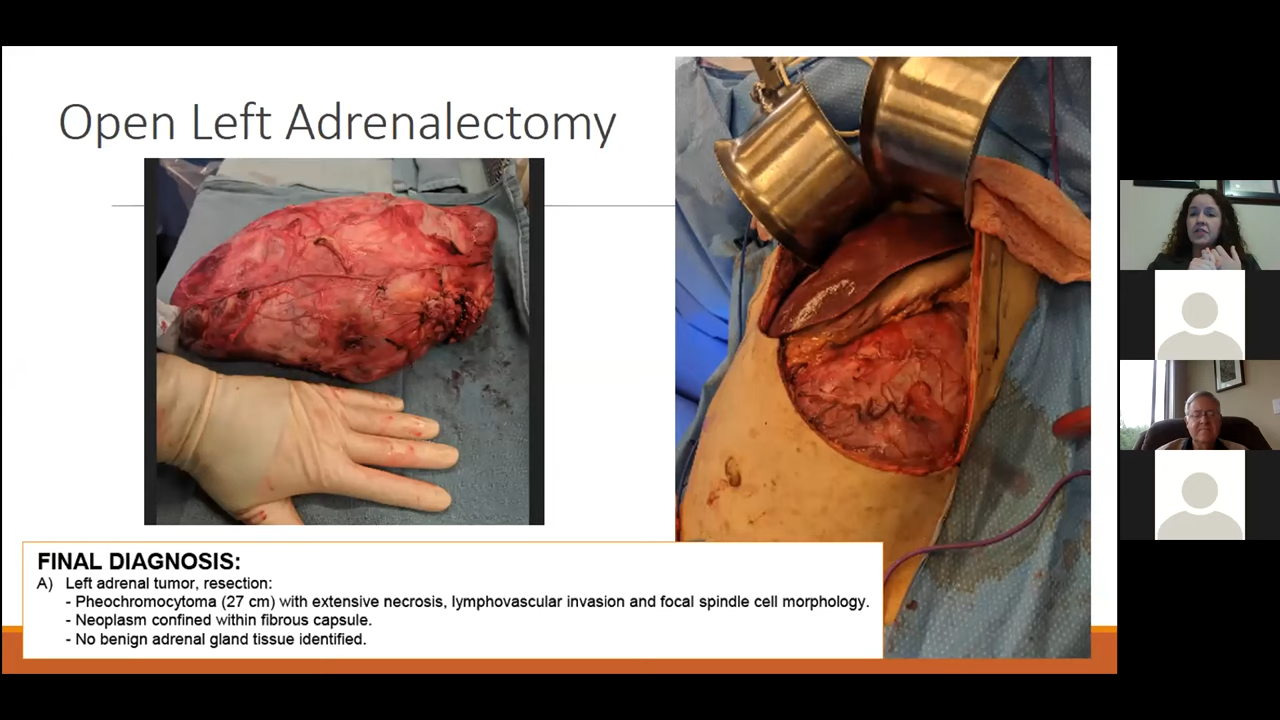 Open Left Adrenalectomy
FINAL DIAGNOSIS:
A) Left adrenal tumor, resection:
- Pheochromocytoma (27 cm) with extensive necrosis, lymphovascular invasion and focal spindle cell morphology.
- Neoplasm confined within fibrous capsule.
- No benign adrenal gland tissue identified.